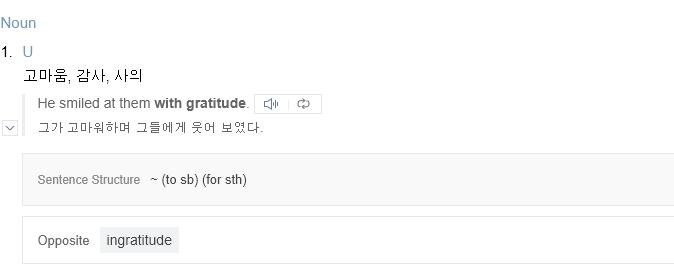 Noun
1. U
고마움, 감사, 사의
He smiled at them with gratitude.
그가 고마워하며 그들에게 웃어 보였다.
Sentence Structure ~ (to sb) (for sth)
Opposite ingratitude